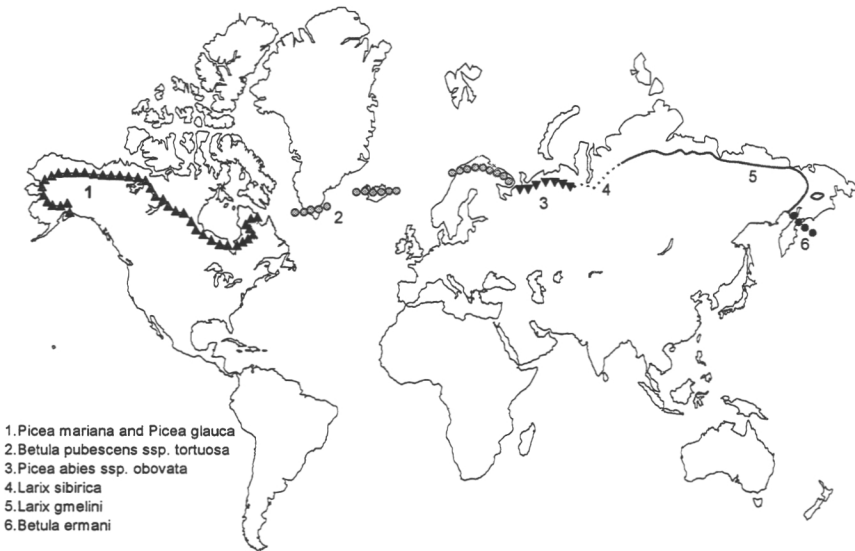 1
2
3
4
5
6
1.Picea mariana and Picea glauca
2.Betula pubescens ssp. tortuosa
3.Picea abies ssp. obovata
4.Larix sibirica
5.Larix gmelini
6.Betula ermani